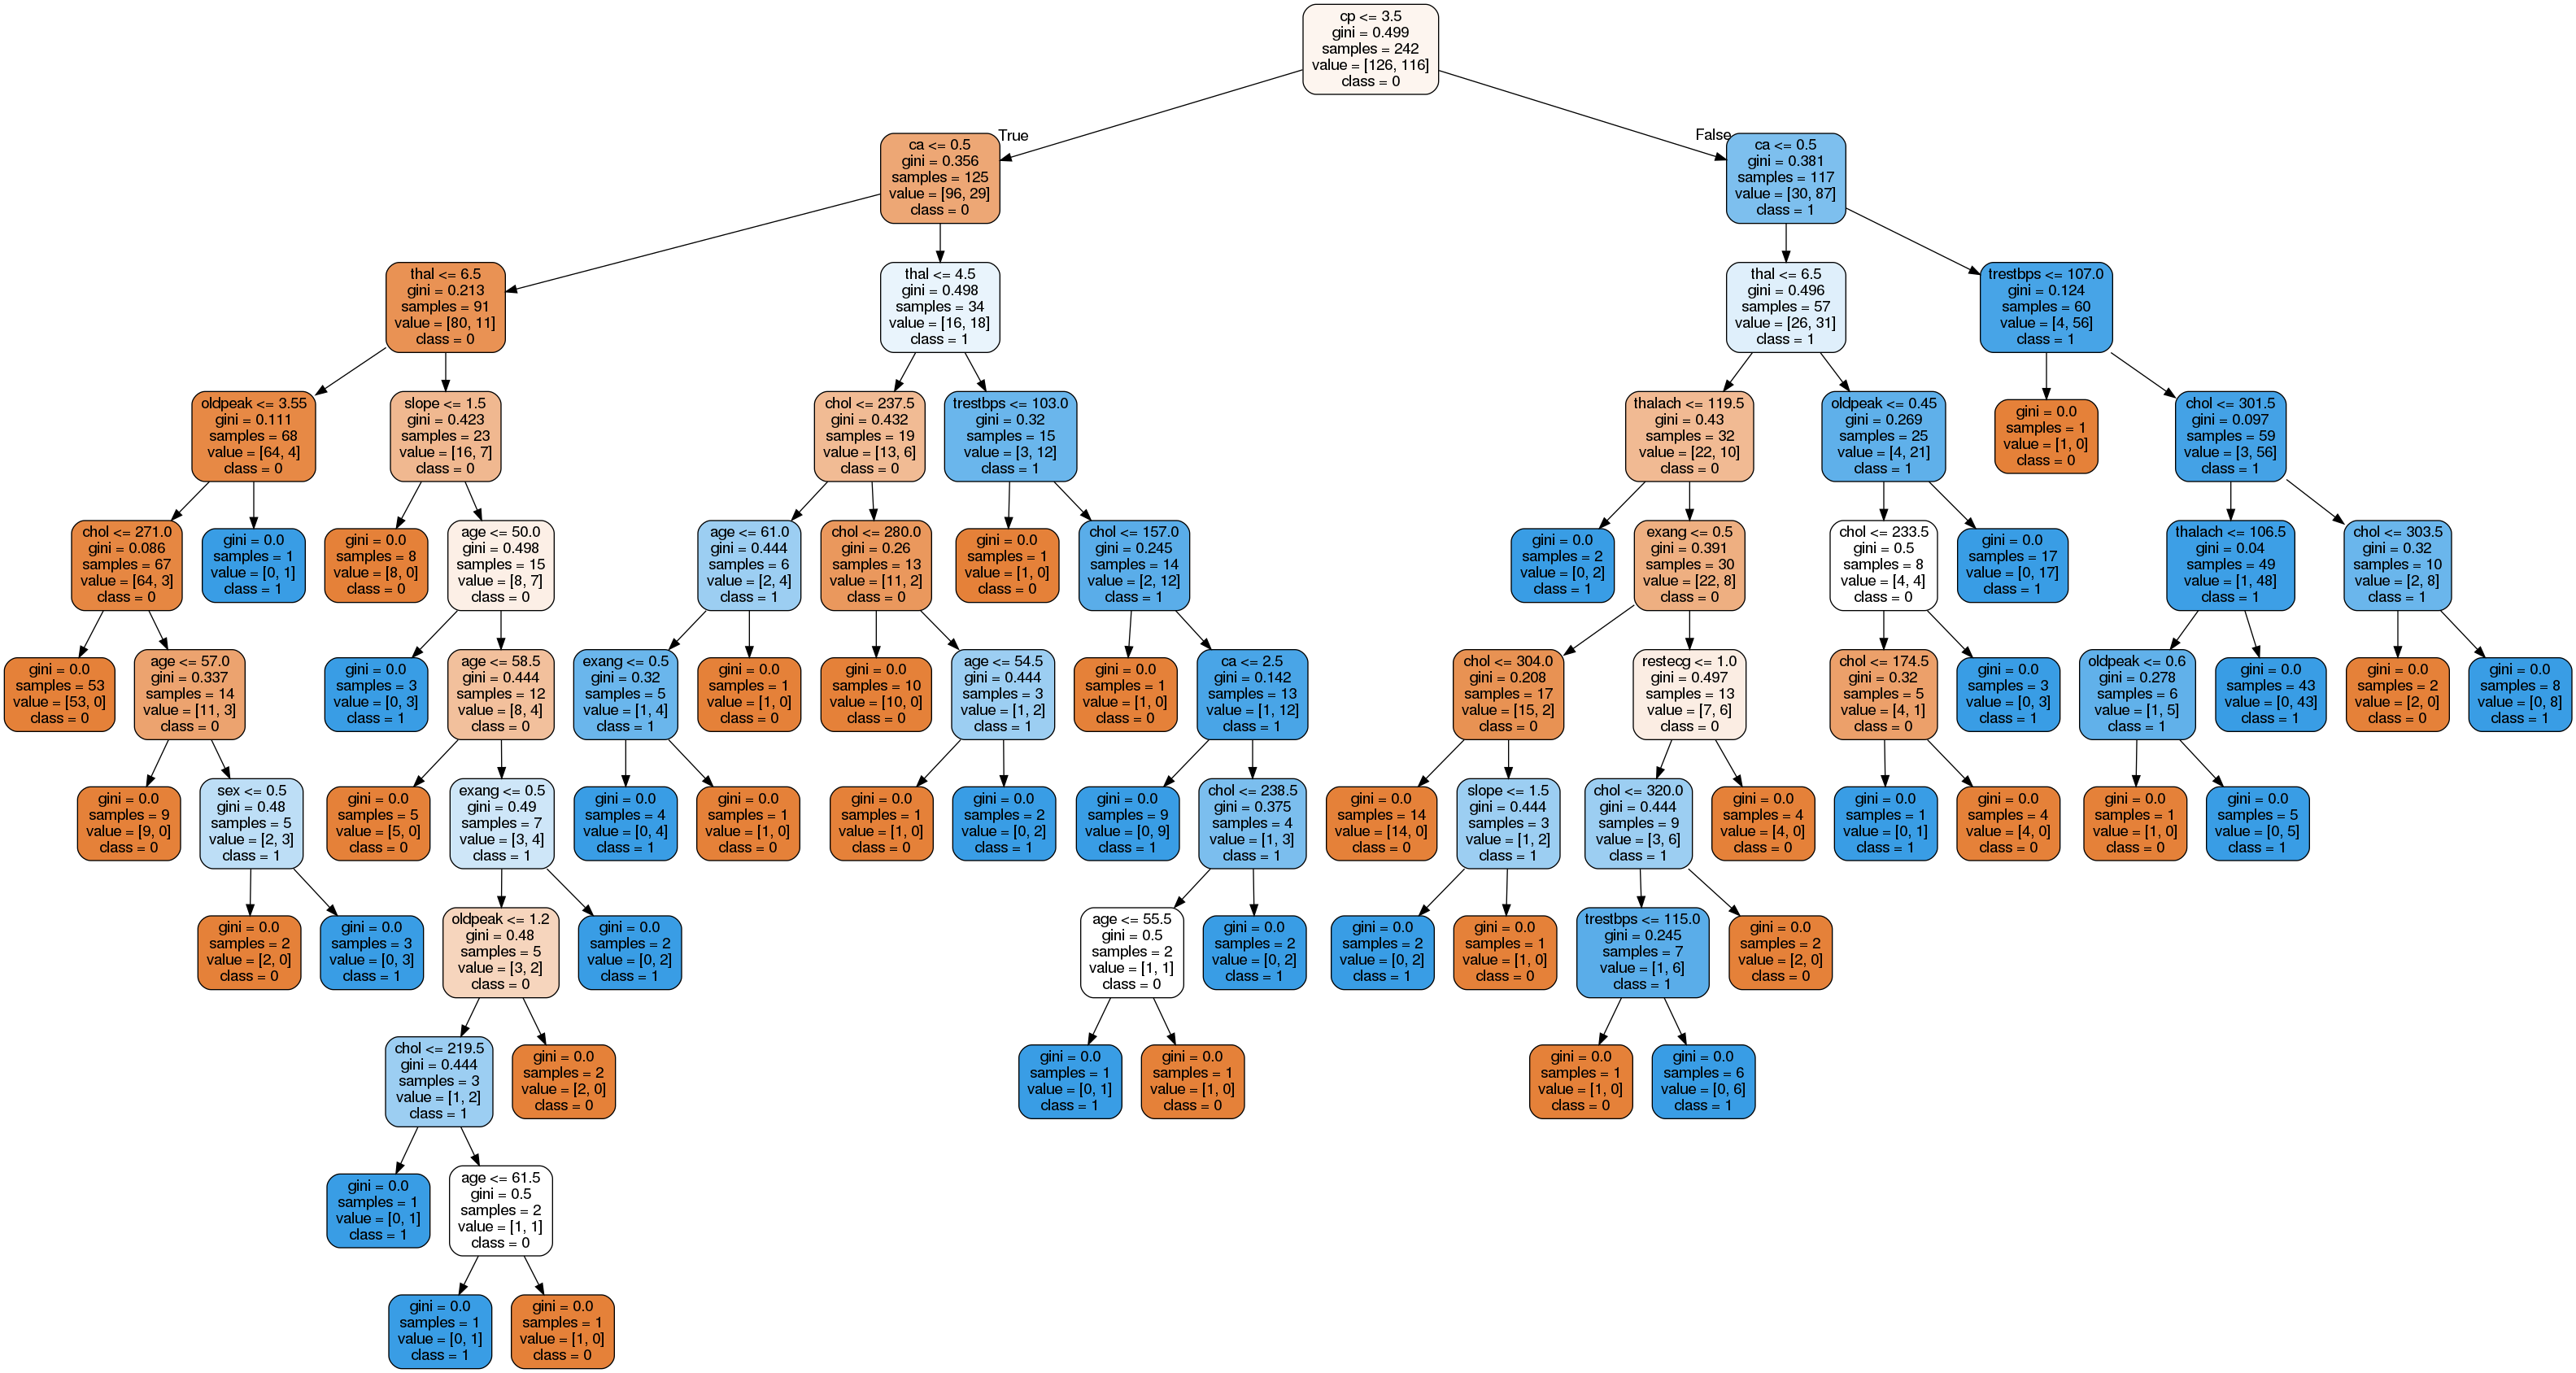 cp <= 3.5
gini = 0.499
samples = 242
value = [126, 116]
class = 0
True
False
ca <= 0.5
gini = 0.356
samples = 125
value = [96, 29]
class = 0
ca <= 0.5
gini = 0.381
samples = 117
value = [30, 87]
class = 1
thal <= 6.5
gini = 0.213
samples = 91
value = [80, 11]
class = 0
thal <= 4.5
gini = 0.498
samples = 34
value = [16, 18]
class = 1
thal <= 6.5
gini = 0.496
samples = 57
value = [26, 31]
class = 1
trestbps <= 107.0
gini = 0.124
samples = 60
value = [4, 56]
class = 1
oldpeak <= 3.55
gini = 0.111
samples = 68
value = [64, 4]
class = 0
slope <= 1.5
gini = 0.423
samples = 23
value = [16, 7]
class = 0
chol <= 237.5
gini = 0.432
samples = 19
value = [13, 6]
class = 0
trestbps <= 103.0
gini = 0.32
samples = 15
value = [3, 12]
class = 1
thalach <= 119.5
gini = 0.43
samples = 32
value = [22, 10]
class = 0
oldpeak <= 0.45
gini = 0.269
samples = 25
value = [4, 21]
class = 1
gini = 0.0
samples = 1
value = [1, 0]
class = 0
chol <= 301.5
gini = 0.097
samples = 59
value = [3, 56]
class = 1
chol <= 271.0
gini = 0.086
samples = 67
value = [64, 3]
class = 0
gini = 0.0
samples = 1
value = [0, 1]
class = 1
gini = 0.0
samples = 8
value = [8, 0]
class = 0
age <= 50.0
gini = 0.498
samples = 15
value = [8, 7]
class = 0
age <= 61.0
gini = 0.444
samples = 6
value = [2, 4]
class = 1
chol <= 280.0
gini = 0.26
samples = 13
value = [11, 2]
class = 0
gini = 0.0
samples = 1
value = [1, 0]
class = 0
chol <= 157.0
gini = 0.245
samples = 14
value = [2, 12]
class = 1
gini = 0.0
samples = 2
value = [0, 2]
class = 1
exang <= 0.5
gini = 0.391
samples = 30
value = [22, 8]
class = 0
chol <= 233.5
gini = 0.5
samples = 8
value = [4, 4]
class = 0
gini = 0.0
samples = 17
value = [0, 17]
class = 1
thalach <= 106.5
gini = 0.04
samples = 49
value = [1, 48]
class = 1
chol <= 303.5
gini = 0.32
samples = 10
value = [2, 8]
class = 1
gini = 0.0
samples = 53
value = [53, 0]
class = 0
age <= 57.0
gini = 0.337
samples = 14
value = [11, 3]
class = 0
gini = 0.0
samples = 3
value = [0, 3]
class = 1
age <= 58.5
gini = 0.444
samples = 12
value = [8, 4]
class = 0
exang <= 0.5
gini = 0.32
samples = 5
value = [1, 4]
class = 1
gini = 0.0
samples = 1
value = [1, 0]
class = 0
gini = 0.0
samples = 10
value = [10, 0]
class = 0
age <= 54.5
gini = 0.444
samples = 3
value = [1, 2]
class = 1
gini = 0.0
samples = 1
value = [1, 0]
class = 0
ca <= 2.5
gini = 0.142
samples = 13
value = [1, 12]
class = 1
chol <= 304.0
gini = 0.208
samples = 17
value = [15, 2]
class = 0
restecg <= 1.0
gini = 0.497
samples = 13
value = [7, 6]
class = 0
chol <= 174.5
gini = 0.32
samples = 5
value = [4, 1]
class = 0
gini = 0.0
samples = 3
value = [0, 3]
class = 1
oldpeak <= 0.6
gini = 0.278
samples = 6
value = [1, 5]
class = 1
gini = 0.0
samples = 43
value = [0, 43]
class = 1
gini = 0.0
samples = 2
value = [2, 0]
class = 0
gini = 0.0
samples = 8
value = [0, 8]
class = 1
gini = 0.0
samples = 9
value = [9, 0]
class = 0
sex <= 0.5
gini = 0.48
samples = 5
value = [2, 3]
class = 1
gini = 0.0
samples = 5
value = [5, 0]
class = 0
exang <= 0.5
gini = 0.49
samples = 7
value = [3, 4]
class = 1
gini = 0.0
samples = 4
value = [0, 4]
class = 1
gini = 0.0
samples = 1
value = [1, 0]
class = 0
gini = 0.0
samples = 1
value = [1, 0]
class = 0
gini = 0.0
samples = 2
value = [0, 2]
class = 1
gini = 0.0
samples = 9
value = [0, 9]
class = 1
chol <= 238.5
gini = 0.375
samples = 4
value = [1, 3]
class = 1
gini = 0.0
samples = 14
value = [14, 0]
class = 0
slope <= 1.5
gini = 0.444
samples = 3
value = [1, 2]
class = 1
chol <= 320.0
gini = 0.444
samples = 9
value = [3, 6]
class = 1
gini = 0.0
samples = 4
value = [4, 0]
class = 0
gini = 0.0
samples = 1
value = [0, 1]
class = 1
gini = 0.0
samples = 4
value = [4, 0]
class = 0
gini = 0.0
samples = 1
value = [1, 0]
class = 0
gini = 0.0
samples = 5
value = [0, 5]
class = 1
gini = 0.0
samples = 2
value = [2, 0]
class = 0
gini = 0.0
samples = 3
value = [0, 3]
class = 1
oldpeak <= 1.2
gini = 0.48
samples = 5
value = [3, 2]
class = 0
gini = 0.0
samples = 2
value = [0, 2]
class = 1
age <= 55.5
gini = 0.5
samples = 2
value = [1, 1]
class = 0
gini = 0.0
samples = 2
value = [0, 2]
class = 1
gini = 0.0
samples = 2
value = [0, 2]
class = 1
gini = 0.0
samples = 1
value = [1, 0]
class = 0
trestbps <= 115.0
gini = 0.245
samples = 7
value = [1, 6]
class = 1
gini = 0.0
samples = 2
value = [2, 0]
class = 0
chol <= 219.5
gini = 0.444
samples = 3
value = [1, 2]
class = 1
gini = 0.0
samples = 2
value = [2, 0]
class = 0
gini = 0.0
samples = 1
value = [0, 1]
class = 1
gini = 0.0
samples = 1
value = [1, 0]
class = 0
gini = 0.0
samples = 1
value = [1, 0]
class = 0
gini = 0.0
samples = 6
value = [0, 6]
class = 1
gini = 0.0
samples = 1
value = [0, 1]
class = 1
age <= 61.5
gini = 0.5
samples = 2
value = [1, 1]
class = 0
gini = 0.0
samples = 1
value = [0, 1]
class = 1
gini = 0.0
samples = 1
value = [1, 0]
class = 0